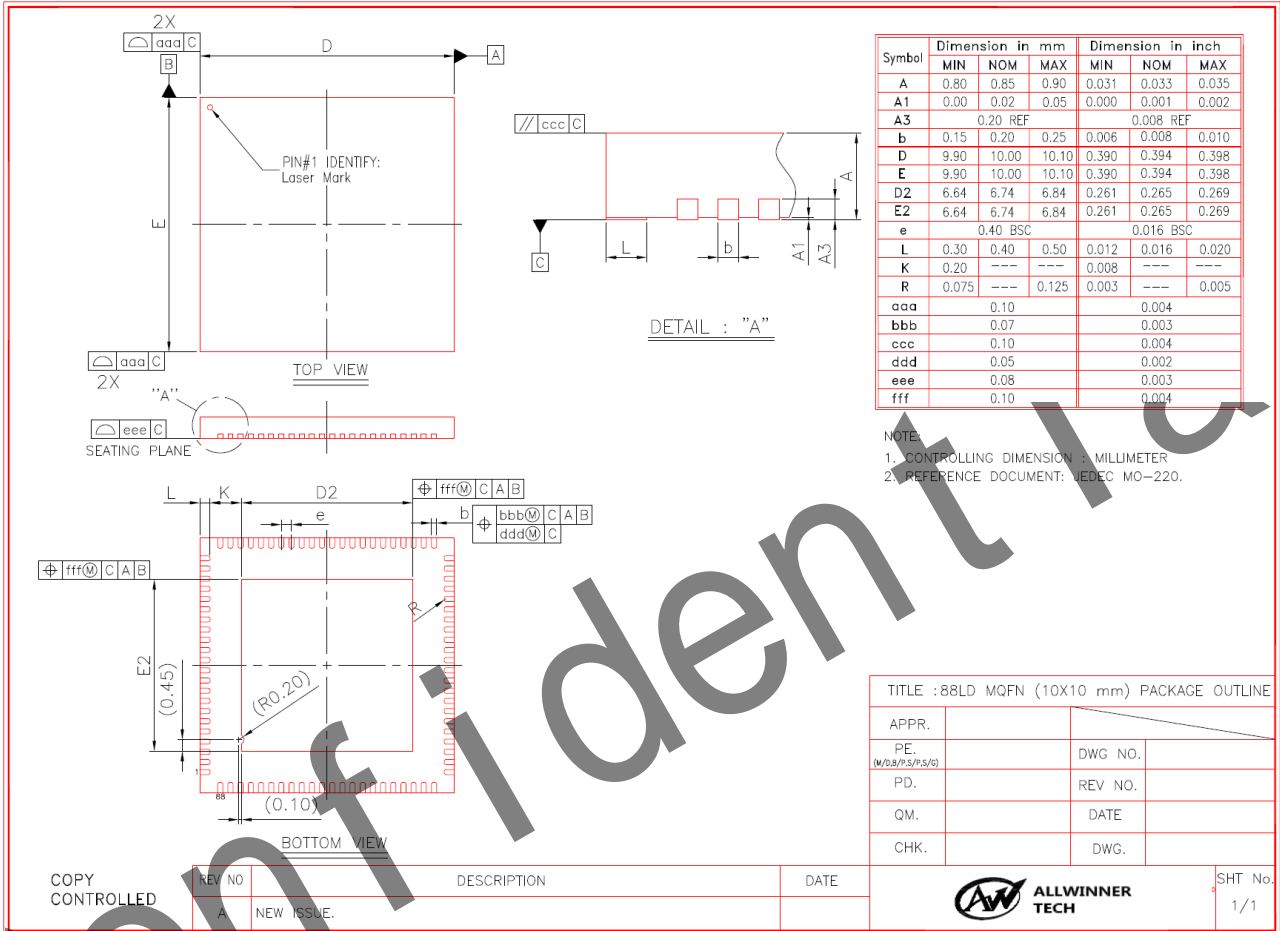 2X
aaa C
B
D
A
PIN#1 IDENTIFY:
Laser Mark
E
aaa C
2X
TOP VIEW
"A"
eee C
SEATING PLANE
// ccc C
C
L
b
A1
A3
A
DETAIL : "A"
Symbol Dimension in mm Dimension in inch
MIN NOM MAX MIN NOM MAX
A 0.80 0.85 0.90 0.031 0.033 0.035
A1 0.00 0.02 0.05 0.000 0.001 0.002
A3 0.20 REF 0.008 REF
b 0.15 0.20 0.25 0.006 0.008 0.010
D 9.90 10.00 10.10 0.390 0.394 0.398
E 9.90 10.00 10.10 0.390 0.394 0.398
D2 6.64 6.74 6.84 0.261 0.265 0.269
E2 6.64 6.74 6.84 0.261 0.265 0.269
e 0.40 BSC 0.016 BSC
L 0.30 0.40 0.50 0.012 0.016 0.020
K 0.20 --- --- 0.008 --- ---
R 0.075 --- 0.125 0.003 --- 0.005
aaa 0.10 0.004
bbb 0.07 0.003
ccc 0.10 0.004
ddd 0.05 0.002
eee 0.08 0.003
fff 0.10 0.004
NOTE:
1. CONTROLLING DIMENSION : MILLIMETER
2. REFERENCE DOCUMENT: JEDEC MO-220.
L K D2
fffⓂ C A B
e
b
bbbⓂ C A B
dddⓂ C
fffⓂ C A B
R
E2
(0.45)
(R0.20)
1
88
(0.10)
BOTTOM VIEW
TITLE :88LD MQFN (10X10 mm) PACKAGE OUTLINE
APPR.
PE.
(M/D,B/P,S/P,S/G)
DWG NO.
PD.
REV NO.
QM.
DATE
CHK.
DWG.
COPY
CONTROLLED
REV NO DESCRIPTION DATE
A NEW ISSUE.
AW
ALLWINNER
TECH
SHT No.
1/1
onfidentia